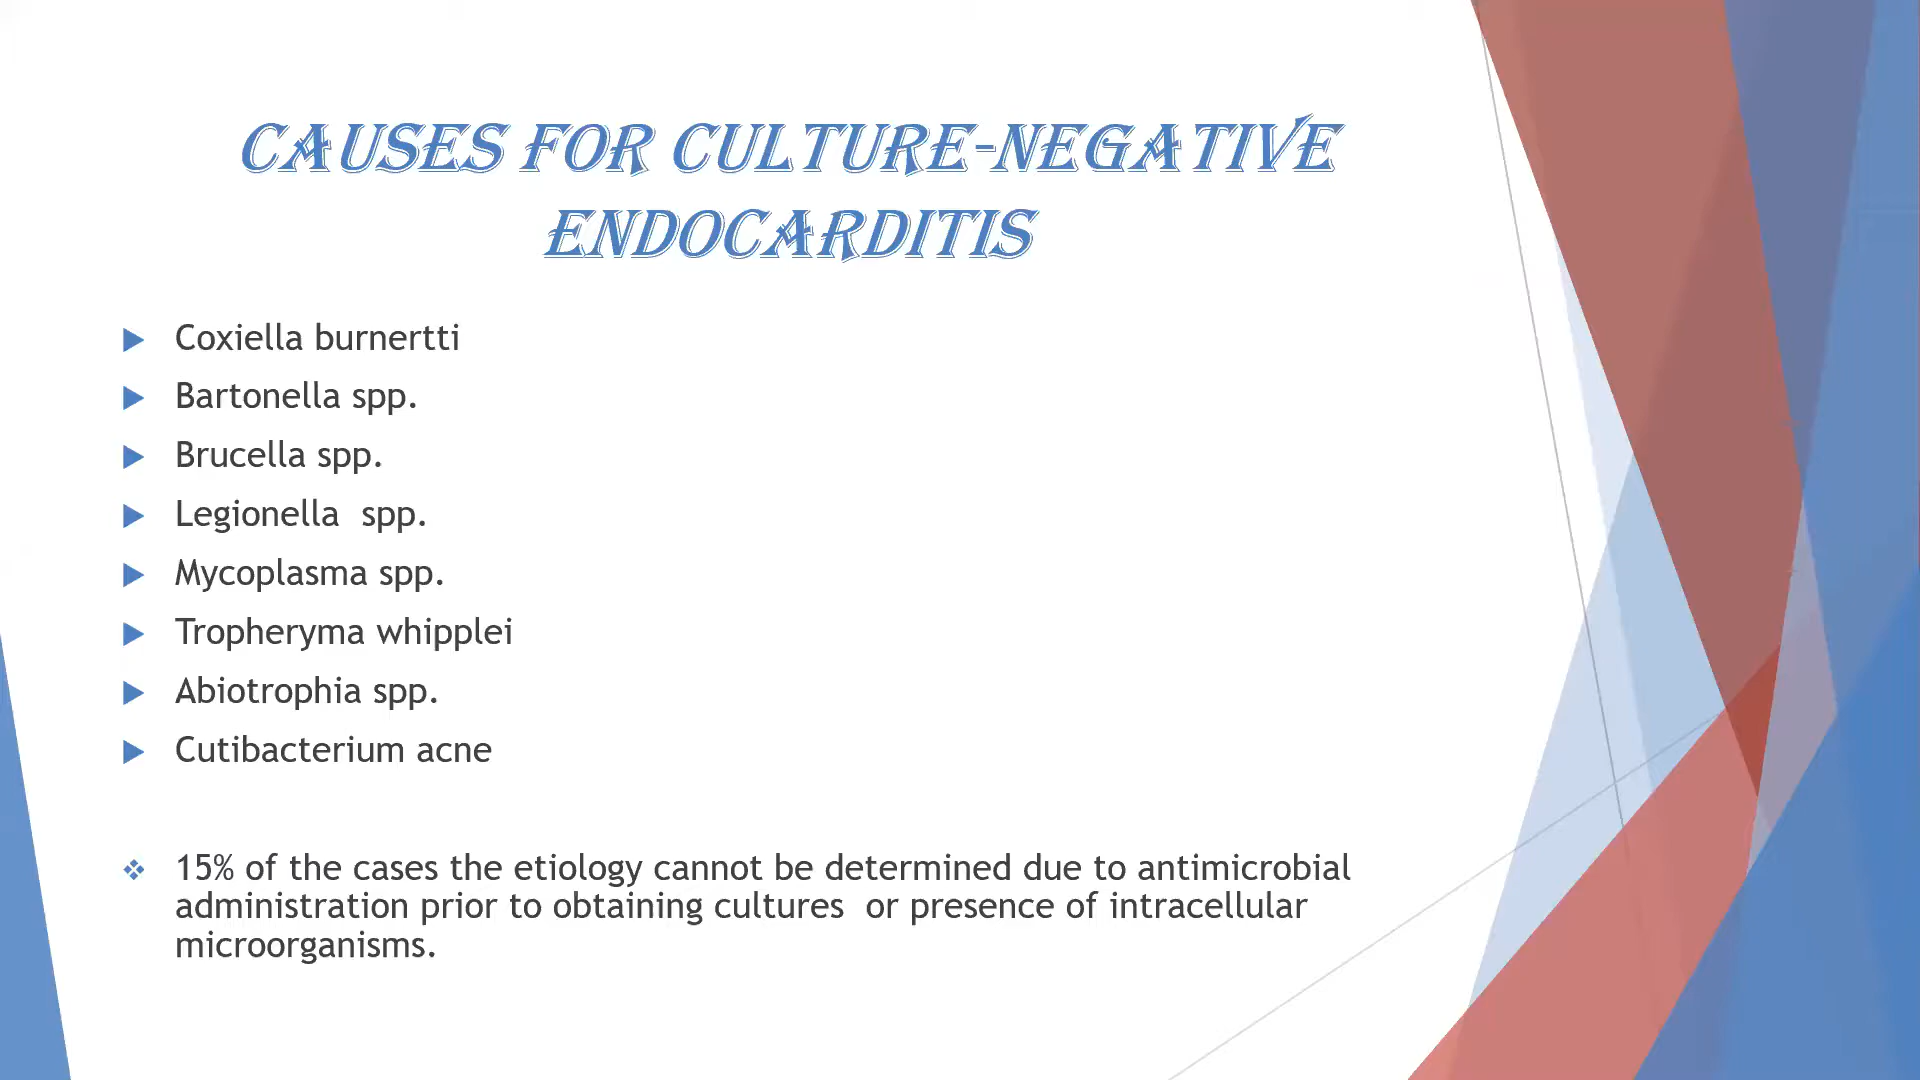 CAUSES FOR CULTURE-NEGATIVE
ENDOCARDITIS
Coxiella burnertti
Bartonella spp.
Brucella spp.
Legionella  spp.
Mycoplasma spp.
Tropheryma whipplei
Abiotrophia spp.
Cutibacterium acne
15% of the cases the etiology cannot be determined due to antimicrobial
administration prior to obtaining cultures  or presence of intracellular
microorganisms.